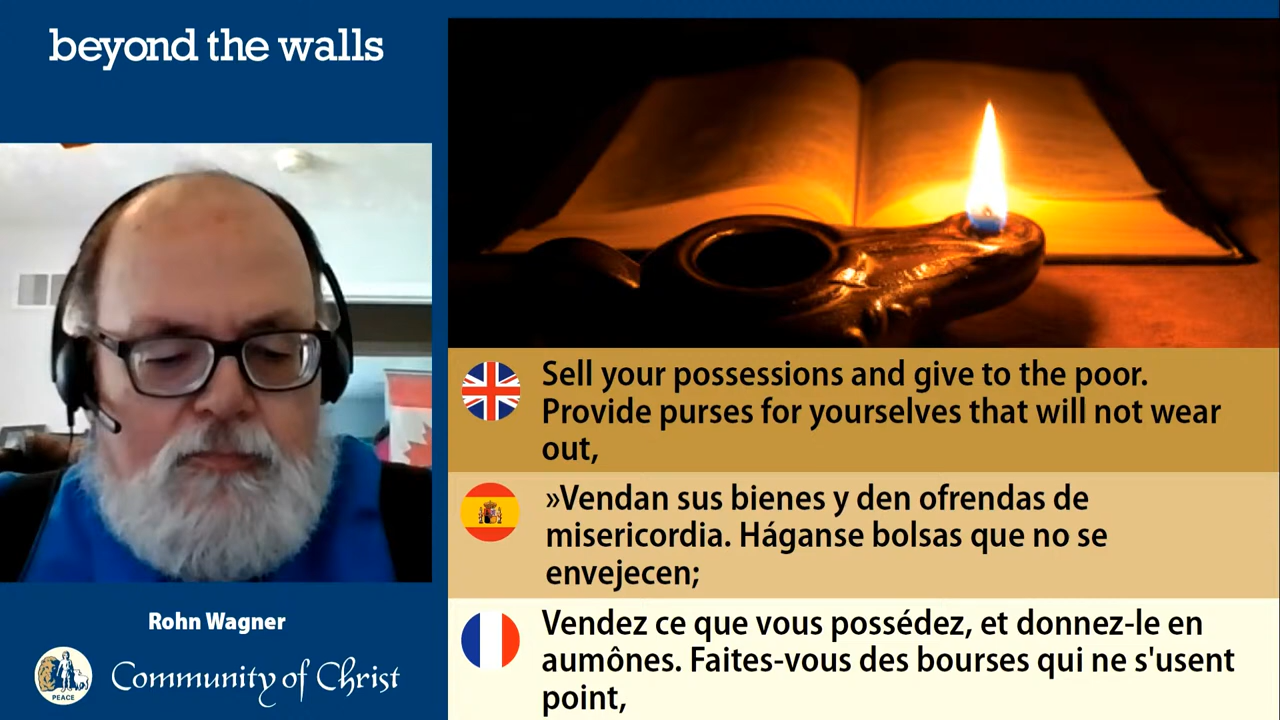 beyond the walls
Sell your possessions and give to the poor.
Provide purses for yourselves that will not wear
out,
»Vendan sus bienes y den ofrendas de
misericordia. Háganse bolsas que no se
envejecen;
Vendez ce que vous possédez, et donnez-le en
aumônes. Faites-vous des bourses qui ne s'usent
point,
Rohn Wagner
PEACE
Community of Christ